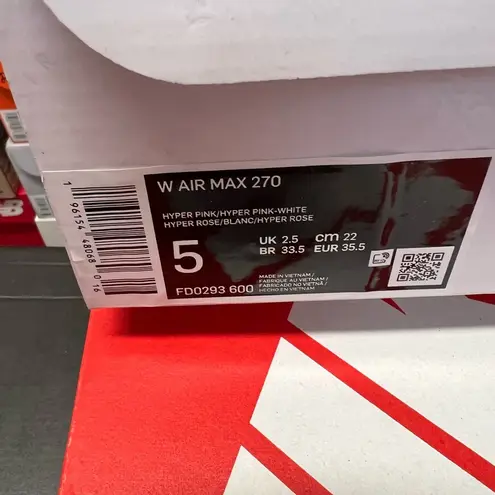 W AIR MAX 270
HYPER PINK/HYPER PINK-WHITE
HYPER ROSE/BLANC/HYPER ROSE
5
UK 2.5 cm 22
BR 33.5 EUR 35.5
FD0293 600
MADE IN VIETNAM/
FABRIQUE AU VIETNAM/
FABRICADO NO VIETNÃ/
HECHO EN VIETNAM
1 96154 48068 0 16